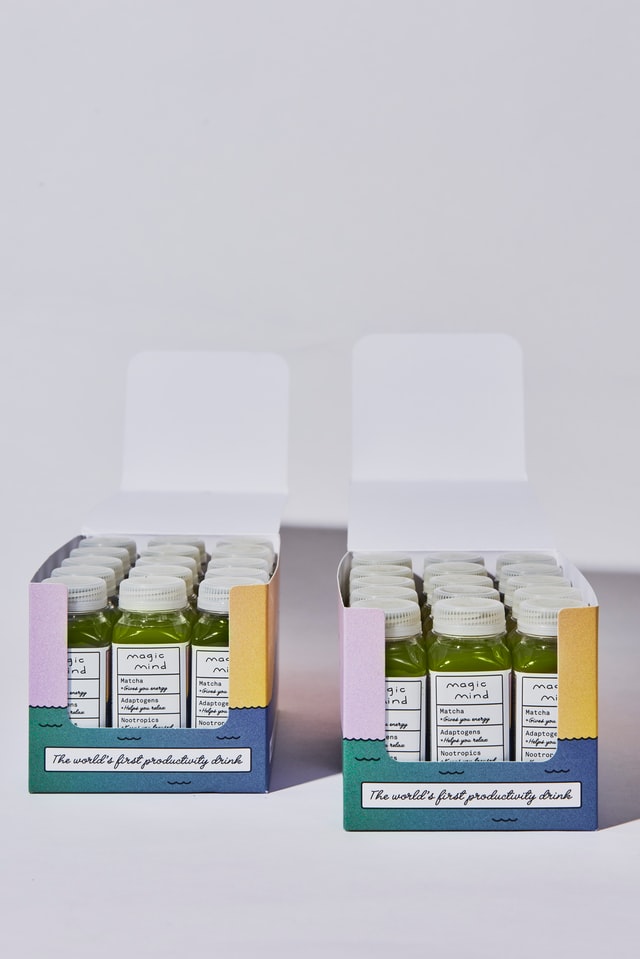 magic
mind
Matcha
•Gives you energy
Adaptogens
•Helps you relax
Nootropics
The world's first productivity drink
magic
mind
Matcha
•Gives you energy
Adaptogens
•Helps you relax
Nootropics
The world's first productivity drink